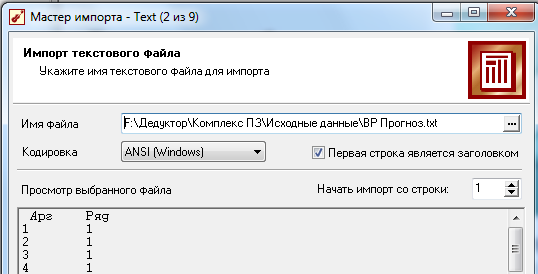 Мастер импорта - Text (2 из 9)
Импорт текстового файла
Укажите имя текстового файла для импорта
Имя файла F:\Дедуктор\Комплекс ПЗ\Исходные данные\ВР Прогноз.txt ...
Кодировка ANSI (Windows) Первая строка является заголовком
Просмотр выбранного файла Начать импорт со строки: 1
Арг Ряд
1 1
2 1
3 1
4 1